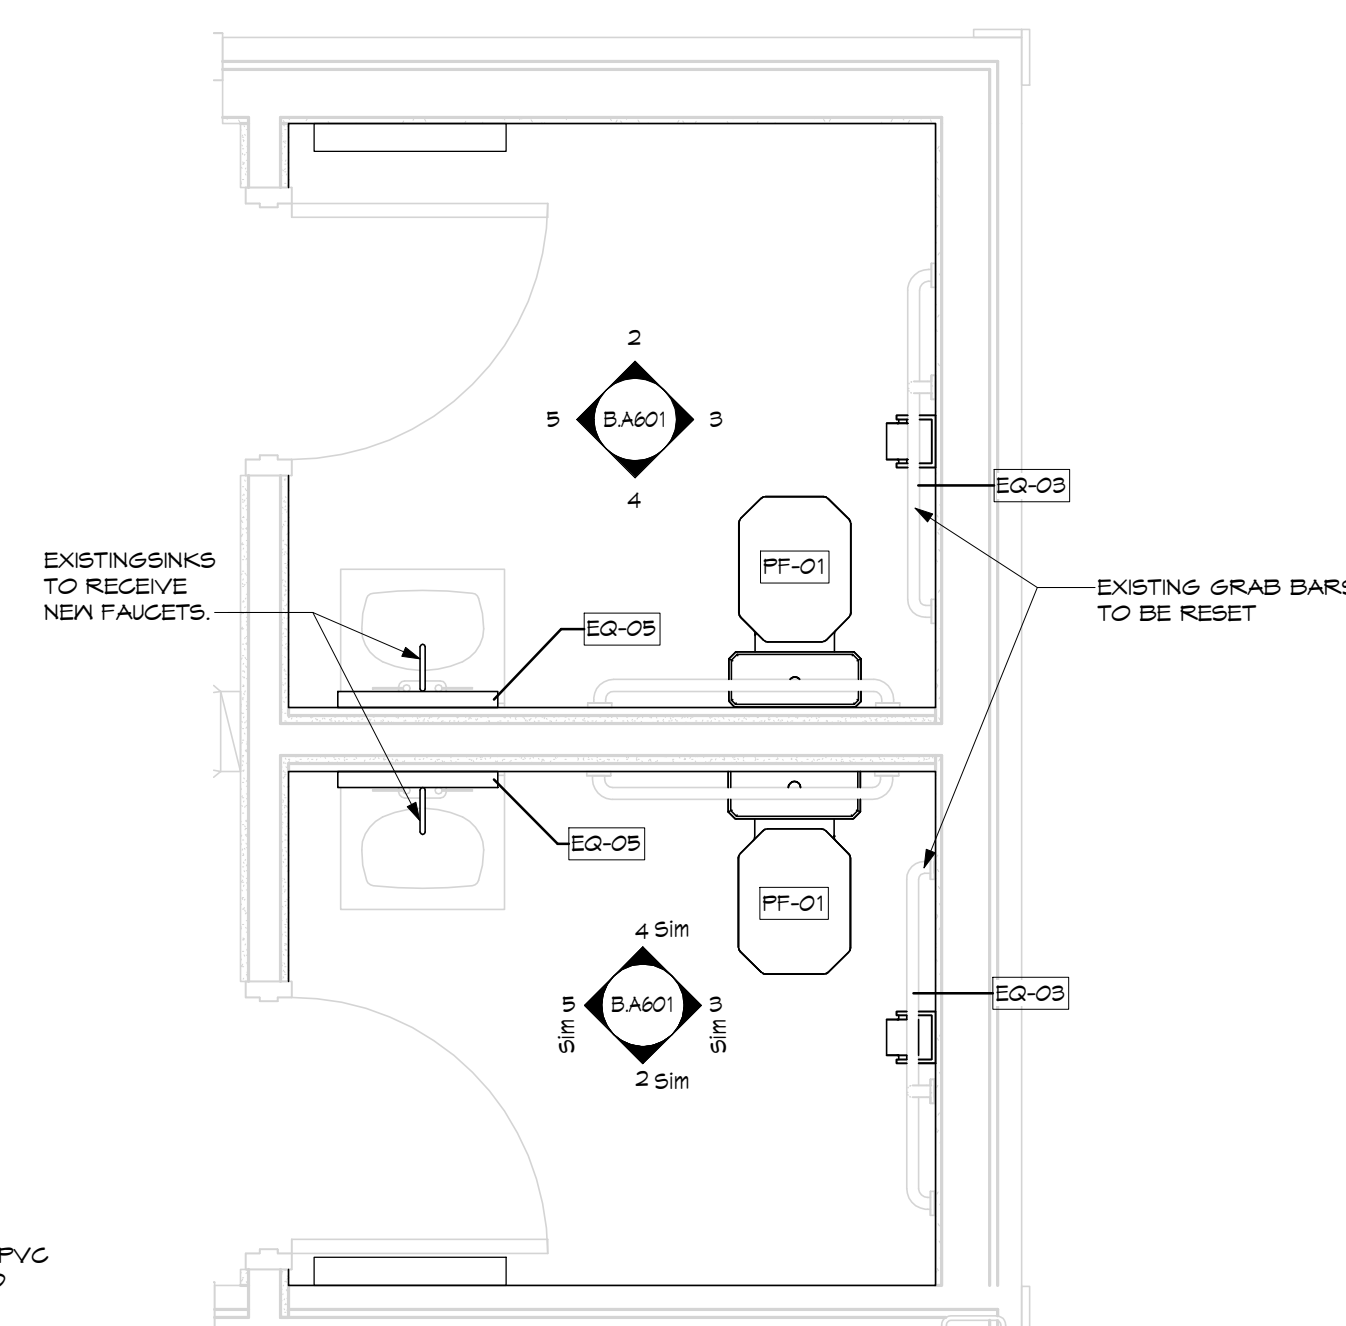 2
5
B.A601
3
4
EQ-03
EXISTINGSINKS
TO RECEIVE
NEW FAUCETS.
PF-01
EXISTING GRAB BARS
TO BE RESET
EQ-05
EQ-05
PF-01
4 Sim
5
Sim
B.A601
3
Sim
2 Sim
EQ-03
PVC